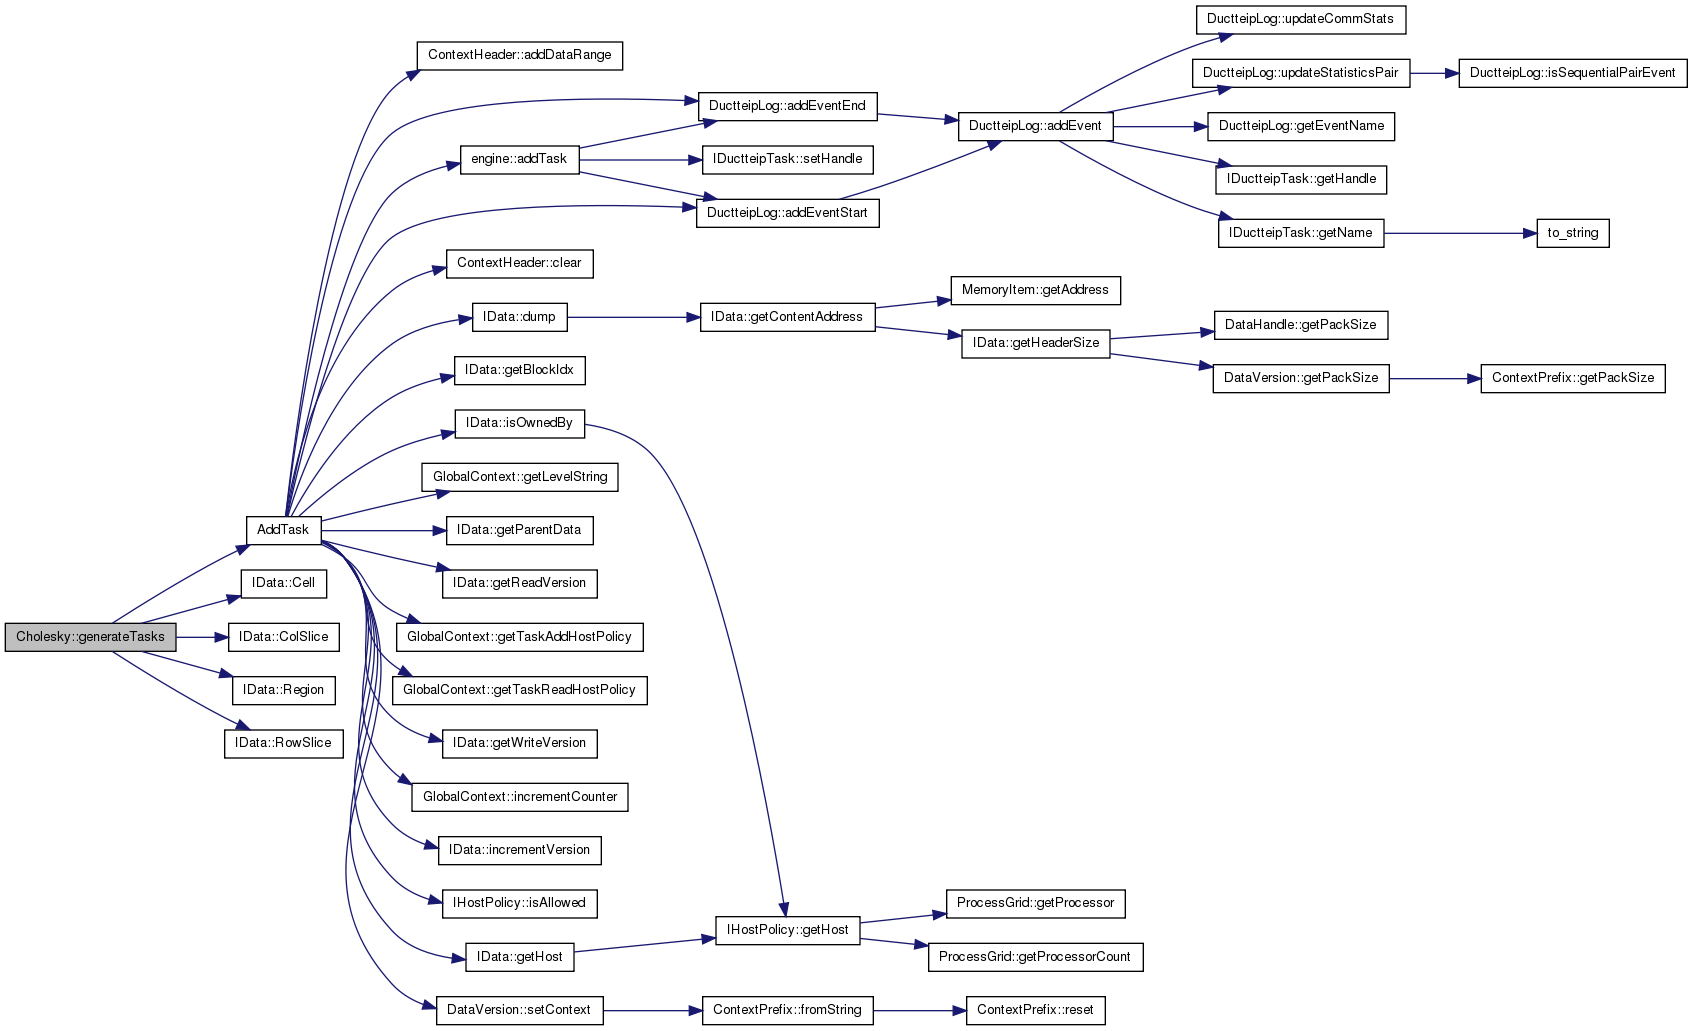 DuctteipLog::updateCommStats
ContextHeader::addDataRange
DuctteipLog::updateStatisticsPair
DuctteipLog::isSequentialPairEvent
DuctteipLog::addEventEnd
DuctteipLog::addEvent
DuctteipLog::getEventName
engine::addTask
IDuctteipTask::setHandle
IDuctteipTask::getHandle
DuctteipLog::addEventStart
IDuctteipTask::getName
to_string
ContextHeader::clear
MemoryItem::getAddress
IData::dump
IData::getContentAddress
DataHandle::getPackSize
IData::getHeaderSize
IData::getBlockIdx
DataVersion::getPackSize
ContextPrefix::getPackSize
IData::isOwnedBy
GlobalContext::getLevelString
AddTask
IData::getParentData
IData::Cell
IData::getReadVersion
Cholesky::generateTasks
IData::ColSlice
GlobalContext::getTaskAddHostPolicy
IData::Region
GlobalContext::getTaskReadHostPolicy
IData::RowSlice
IData::getWriteVersion
GlobalContext::incrementCounter
IData::incrementVersion
IHostPolicy::isAllowed
ProcessGrid::getProcessor
IHostPolicy::getHost
IData::getHost
ProcessGrid::getProcessorCount
DataVersion::setContext
ContextPrefix::fromString
ContextPrefix::reset